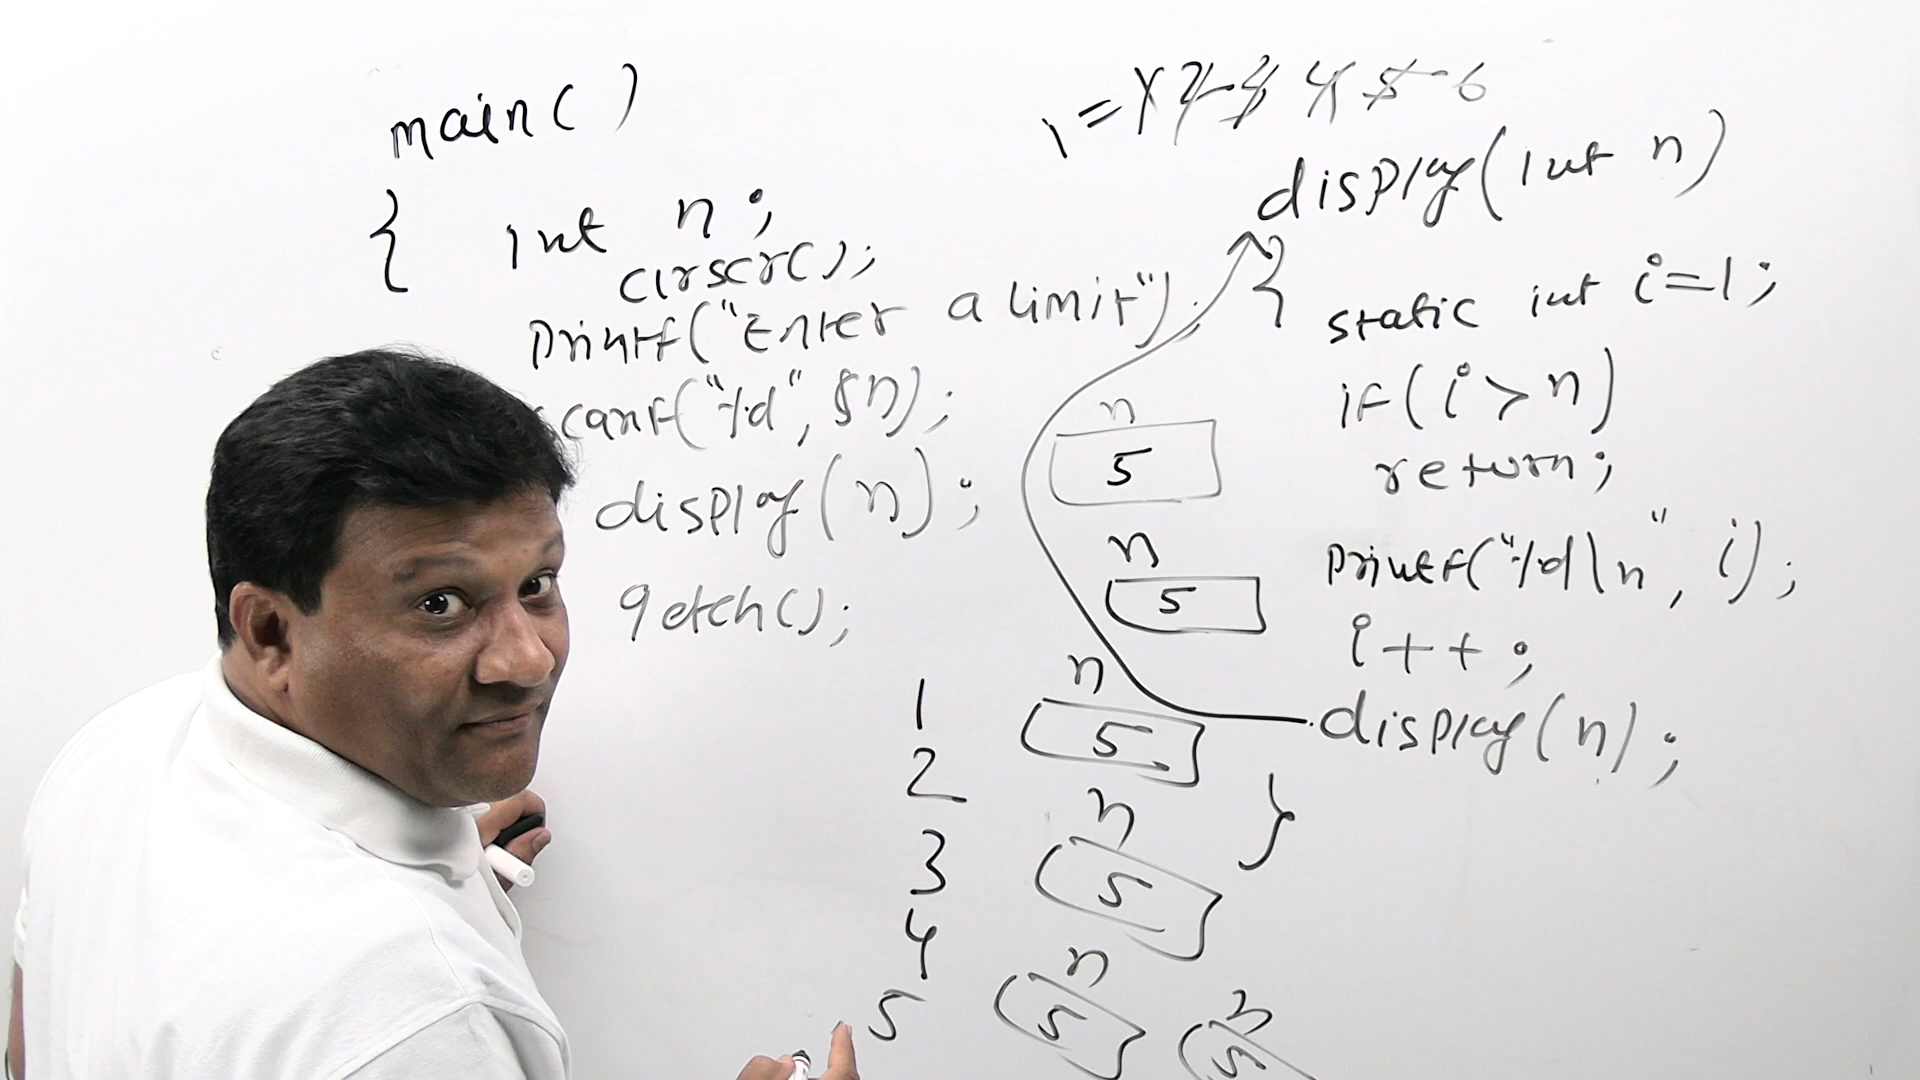 main()
{ int n;
clrscr();
printf("Enter a limit");
scanf("%d", &n);
display(n);
getch();
1
2
3
4
5
i = 1 2 3 4 5 6
display(int n)
{
static int i=1;
if(i>n)
return;
printf("%d\n", i);
i++;
display(n);
}
n
5
n
5
n
5
n
5
n
5
n
5